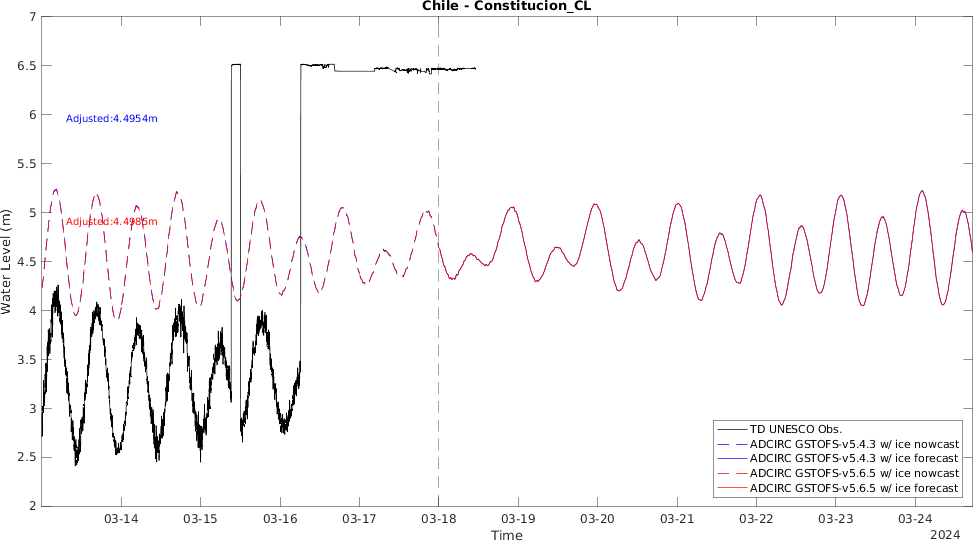 Chile - Constitucion_CL
7
6.5
6
5.5
5
4.5
4
3.5
3
2.5
2
Water Level (m)
Adjusted:4.4954m
Adjusted:4.4985m
TD UNESCO Obs.
ADCIRC GSTOFS-v5.4.3 w/ ice nowcast
ADCIRC GSTOFS-v5.4.3 w/ ice forecast
ADCIRC GSTOFS-v5.6.5 w/ ice nowcast
ADCIRC GSTOFS-v5.6.5 w/ ice forecast
03-14 03-15 03-16 03-17 03-18 03-19 03-20 03-21 03-22 03-23 03-24
Time
2024